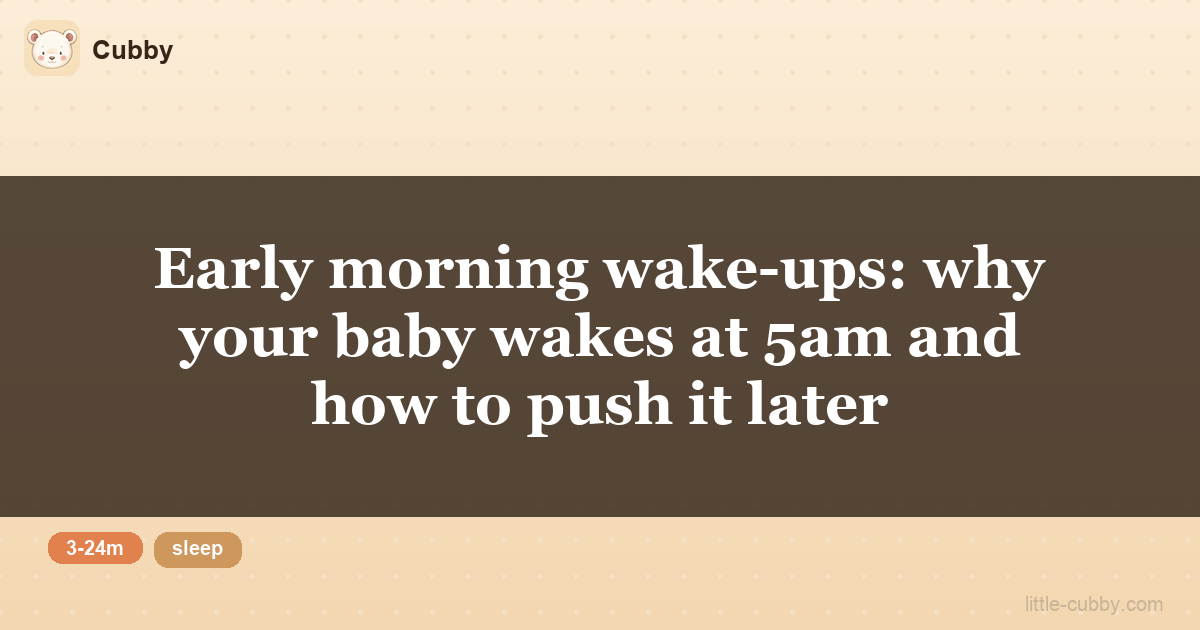 Cubby
Early morning wake-ups: why
your baby wakes at 5am and
how to push it later
3-24m
sleep
little-cubby.com